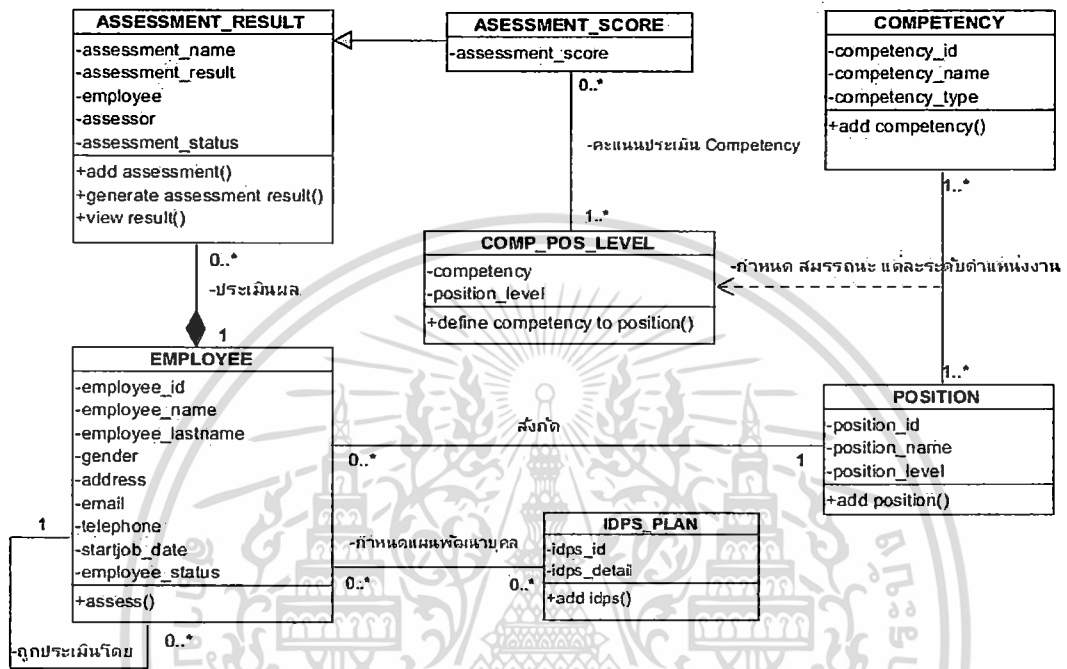 ASSESSMENT_RESULT
-assessment_name
-assessment_result
-employee
-assessor
-assessment_status
+add assessment()
+generate assessment result()
+view result()
ASESSMENT_SCORE
-assessment_score
0..*
-คะแนนประเมิน Competency
1..*
COMPETENCY
-competency_id
-competency_name
-competency_type
+add competency()
1..*
COMP_POS_LEVEL
-competency
-position_level
+define competency to position()
-กำหนด สมรรถนะ แต่ละระดับตำแหน่งงาน
1..*
0..*
-ประเมินผล
1
EMPLOYEE
-employee_id
-employee_name
-employee_lastname
-gender
-address
-email
-telephone
-startjob_date
-employee_status
+assess()
สังกัด
0..*
1
POSITION
-position_id
-position_name
-position_level
+add position()
-กำหนดแผนพัฒนาบุคคล
0..*
0..*
IDPS_PLAN
-idps_id
-idps_detail
+add idps()
1
-ถูกประเมินโดย
0..*